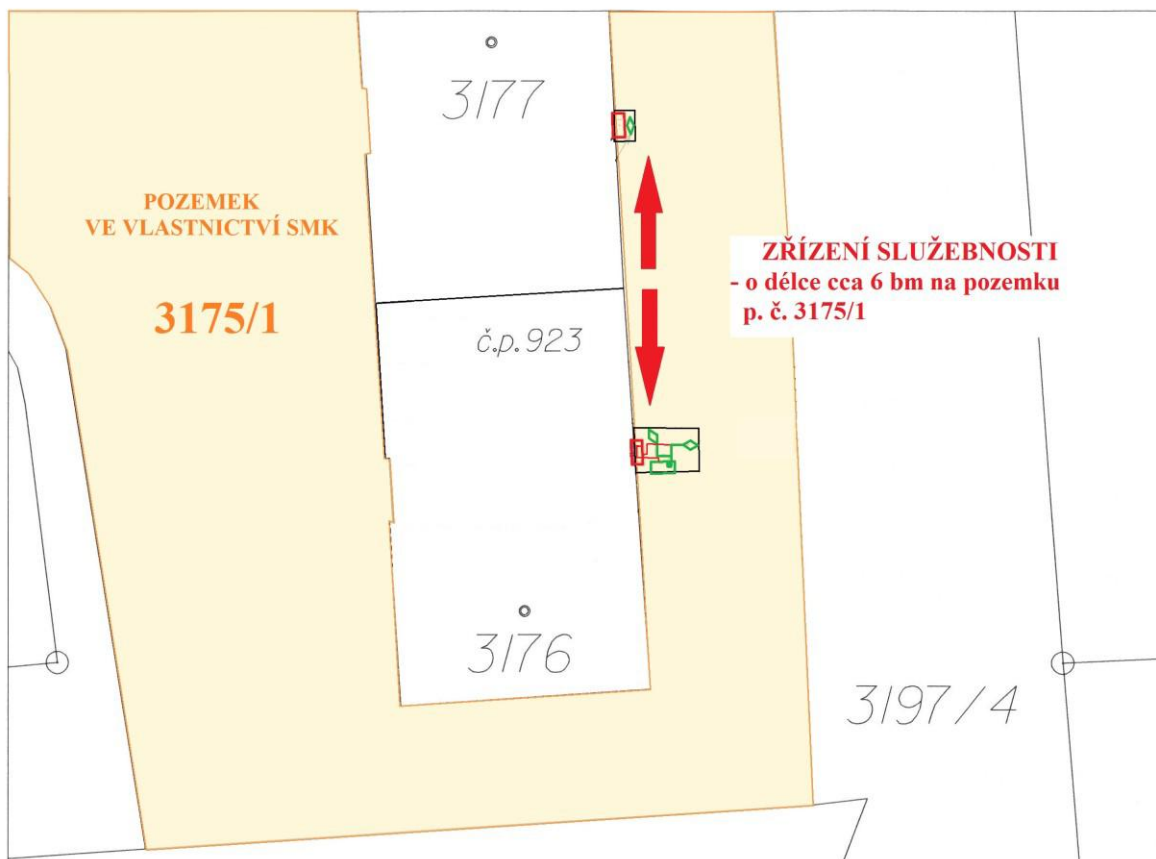 3177
POZEMEK
VE VLASTNICTVÍ SMK
3175/1
ZŘÍZENÍ SLUŽEBNOSTI
- o délce cca 6 bm na pozemku
p. č. 3175/1
č.p. 923
3176
3197/4